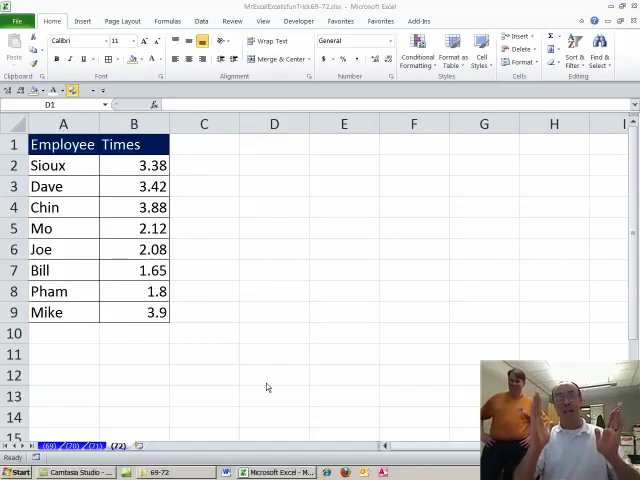 MrExcelExcelisfunTrick69-72.xlsx - Microsoft Excel
File
Home
Insert
Page Layout
Formulas
Data
Review
View
Developer
Favorites
Favorites
Add-Ins
Paste
Calibri
11
Wrap Text
General
Merge & Center
Conditional Formatting
Format as Table
Cell Styles
Insert
Delete
Format
Sort & Filter
Find & Select
Clipboard
Font
Alignment
Number
Styles
Cells
Editing
D1
fx
A B C D E F G H I
1 Employee Times
2 Sioux 3.38
3 Dave 3.42
4 Chin 3.88
5 Mo 2.12
6 Joe 2.08
7 Bill 1.65
8 Pham 1.8
9 Mike 3.9
10
11
12
13
14
15
(69) (70) (71) (72)
Ready
Start
Camtasia Studio - ...
69-72
Microsoft Excel - M...